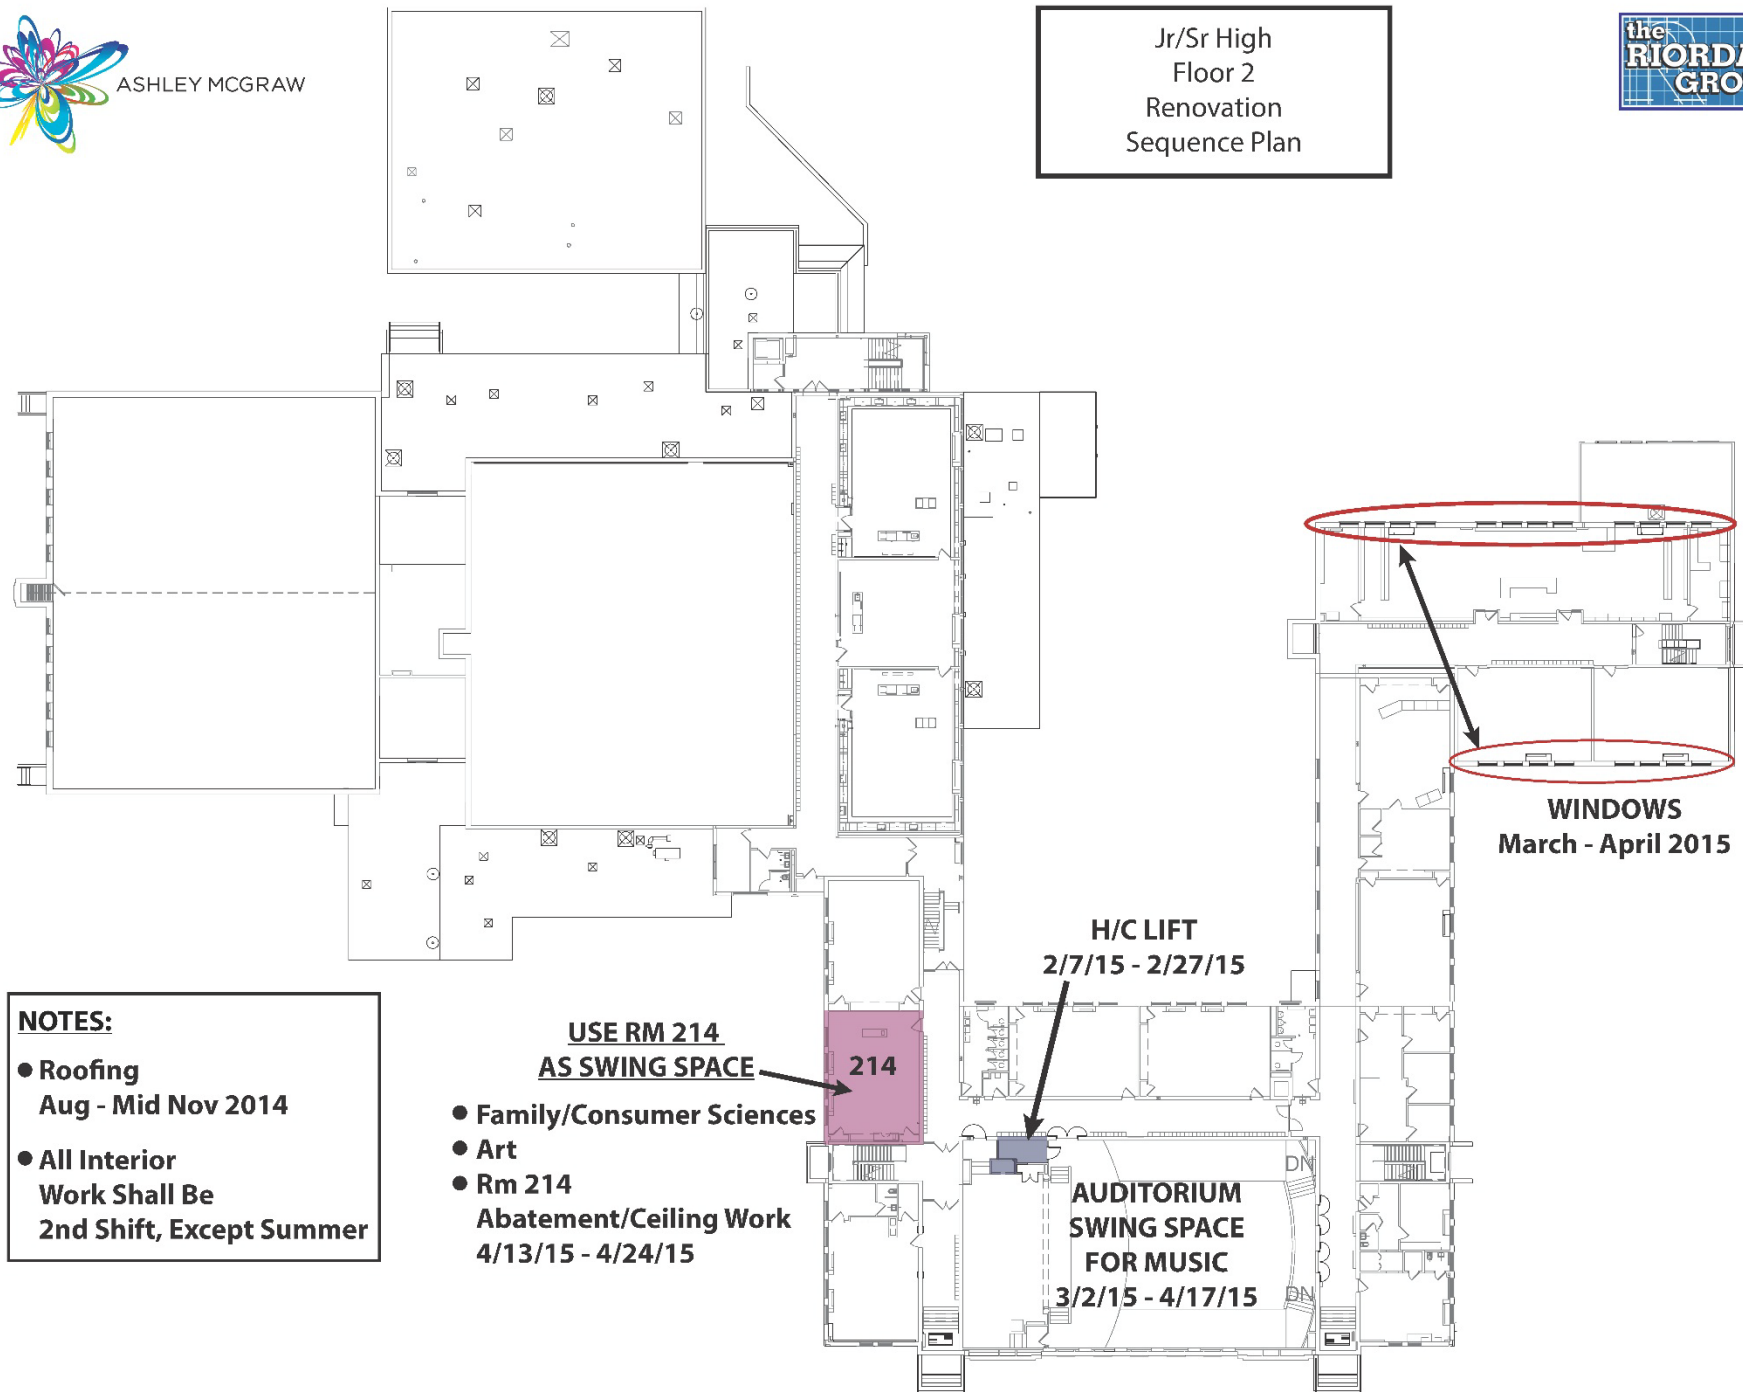 ASHLEY MCGRAW
Jr/Sr High
Floor 2
Renovation
Sequence Plan
the
WINDOWS
March - April 2015
H/C LIFT
2/7/15 - 2/27/15
USE RM 214
AS SWING SPACE
214
● Family/Consumer Sciences
● Art
● Rm 214
Abatement/Ceiling Work
4/13/15 - 4/24/15
DN
AUDITORIUM
SWING SPACE
FOR MUSIC
3/2/15 - 4/17/15
DN
NOTES:
● Roofing
Aug - Mid Nov 2014
● All Interior
Work Shall Be
2nd Shift, Except Summer